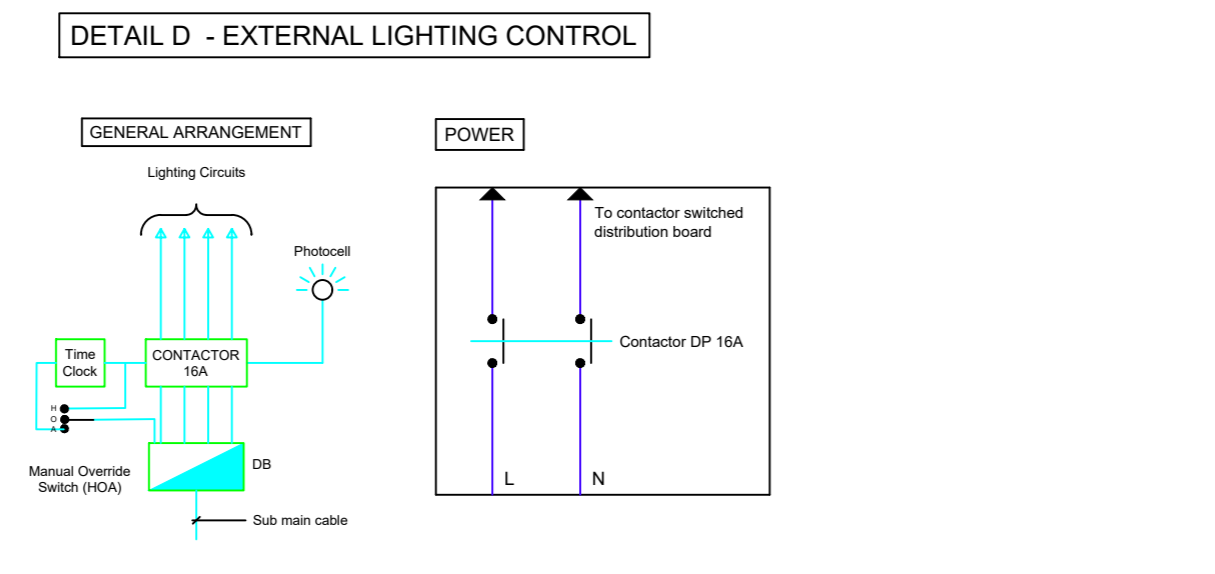 DETAIL D  - EXTERNAL LIGHTING CONTROL
GENERAL ARRANGEMENT
Lighting Circuits
Photocell
Time
Clock
CONTACTOR
16A
H
O
A
Manual Override
Switch (HOA)
DB
Sub main cable
POWER
To contactor switched
distribution board
Contactor DP 16A
L
N